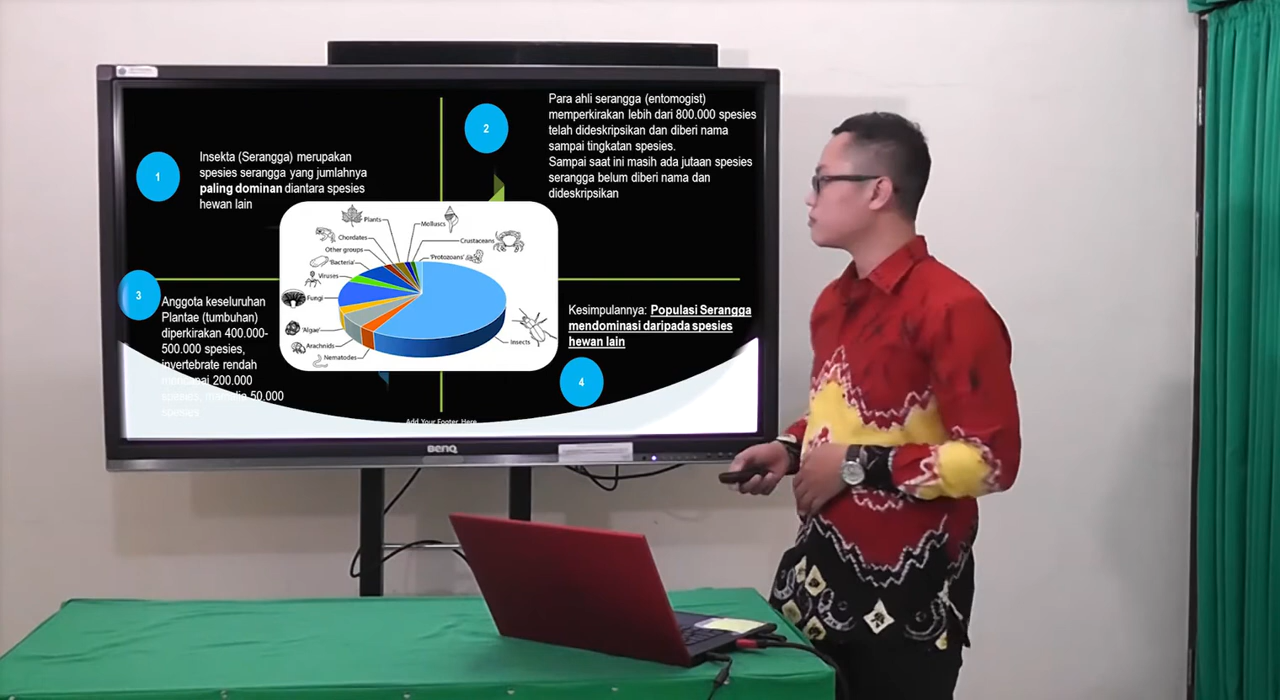 1
Insekta (Serangga) merupakan
spesies serangga yang jumlahnya
paling dominan diantara spesies
hewan lain
2
Para ahli serangga (entomogist)
memperkirakan lebih dari 800.000 spesies
telah dideskripsikan dan diberi nama
sampai tingkatan spesies.
Sampai saat ini masih ada jutaan spesies
serangga belum diberi nama dan
dideskripsikan
Plants
Molluscs
Chordates
Crustaceans
Other groups
'Protozoans'
'Bacteria'
Viruses
Fungi
'Algae'
Arachnids
Nematodes
Insects
3
Anggota keseluruhan
Plantae (tumbuhan)
diperkirakan 400.000-
500.000 spesies,
invertebrate rendah
mencapai 200.000
spesies, mamalia 50.000
spesies
Kesimpulannya: Populasi Serangga
mendominasi daripada spesies
hewan lain
4
Add Your Footer Here
BenQ